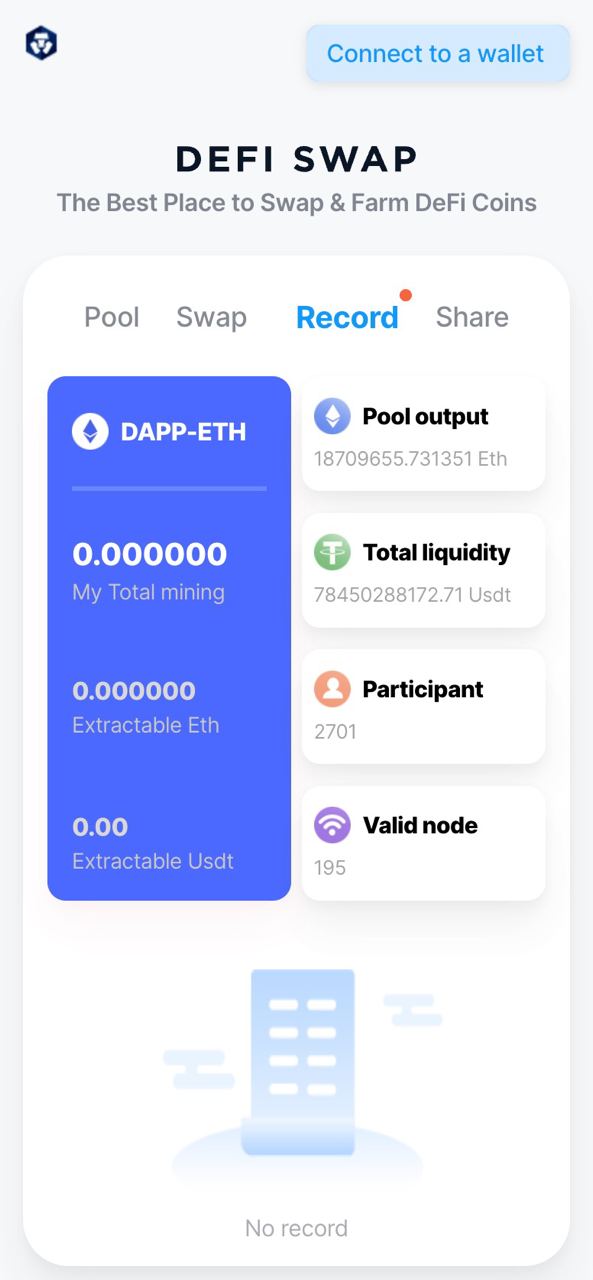 Connect to a wallet
DEFI SWAP
The Best Place to Swap & Farm DeFi Coins
Pool Swap Record Share
DAPP-ETH
0.000000
My Total mining
0.000000
Extractable Eth
0.00
Extractable Usdt
Pool output
18709655.731351 Eth
Total liquidity
78450288172.71 Usdt
Participant
2701
Valid node
195
No record